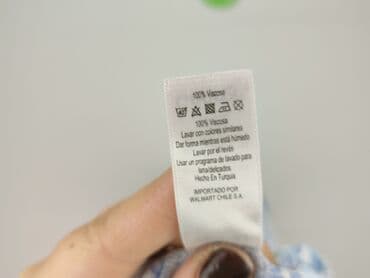 100% Viscose
100% Viscosa
Lavar con colores similares
Dar forma mientras está húmedo
Lavar por el revés
Usar un programa de lavado para
lana/delicados
Hecho En Turquia
IMPORTADO POR
WALMART CHILE S.A.